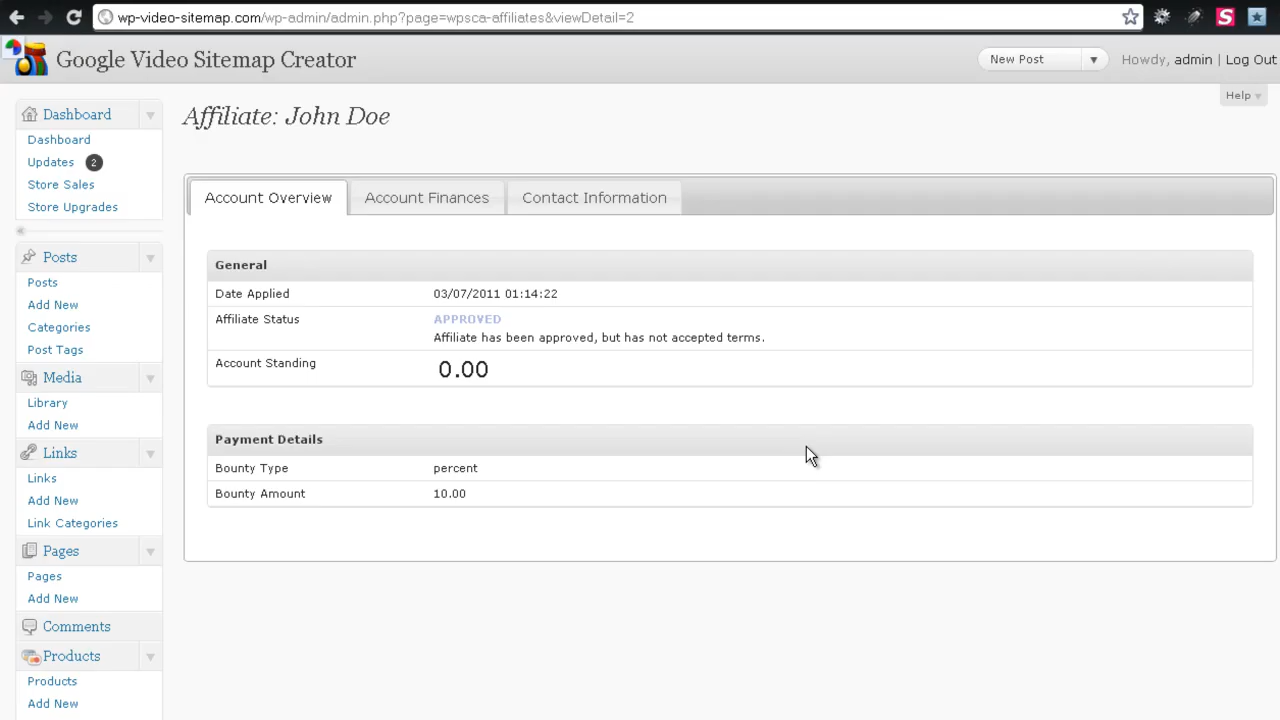 wp-video-sitemap.com/wp-admin/admin.php?page=wpsca-affiliates&viewDetail=2
S
Google Video Sitemap Creator
New Post
Howdy, admin | Log Out
Help
Dashboard
Dashboard
Updates 2
Store Sales
Store Upgrades
Posts
Posts
Add New
Categories
Post Tags
Media
Library
Add New
Links
Links
Add New
Link Categories
Pages
Pages
Add New
Comments
Products
Products
Add New
Affiliate: John Doe
Account Overview Account Finances Contact Information
General
Date Applied 03/07/2011 01:14:22
Affiliate Status APPROVED
Affiliate has been approved, but has not accepted terms.
Account Standing 0.00
Payment Details
Bounty Type percent
Bounty Amount 10.00